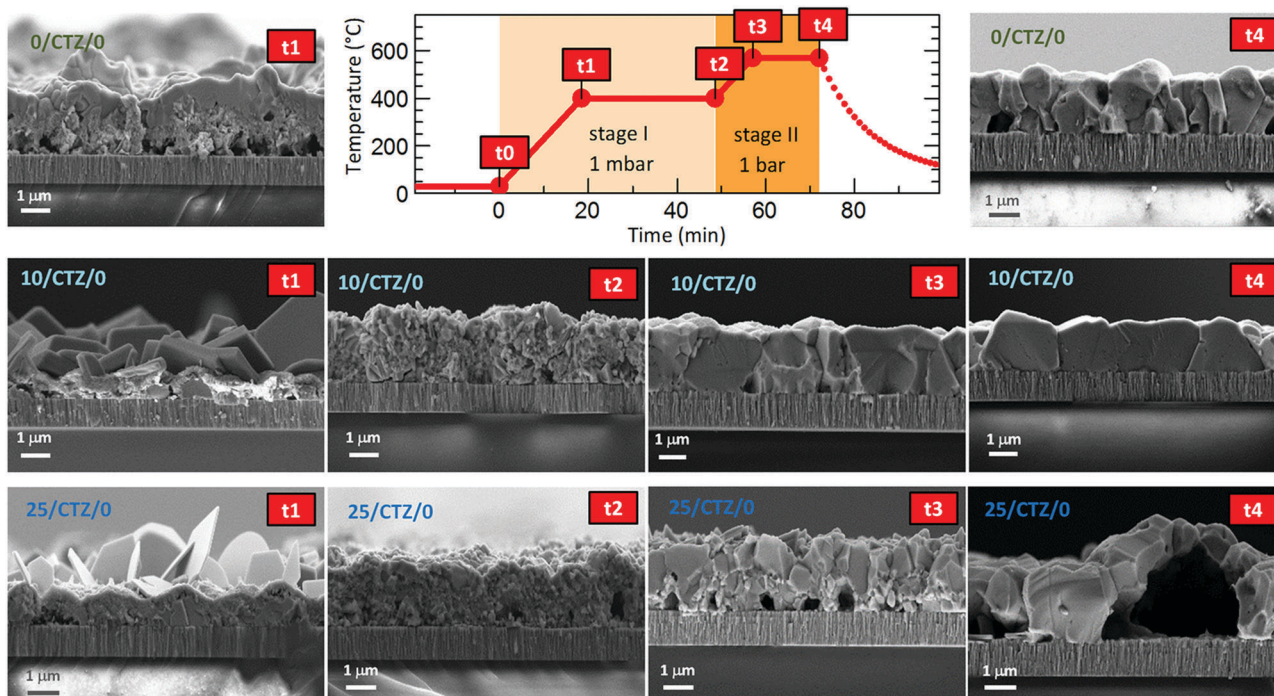 0/CTZ/0
t1
1 μm
Temperature (°C)
600
400
200
0
t0
t1
t2
t3
t4
stage I
1 mbar
stage II
1 bar
0
20
40
60
80
Time (min)
0/CTZ/0
t4
1 μm
10/CTZ/0
t1
1 μm
10/CTZ/0
t2
1 μm
10/CTZ/0
t3
1 μm
10/CTZ/0
t4
1 μm
25/CTZ/0
t1
1 μm
25/CTZ/0
t2
1 μm
25/CTZ/0
t3
1 μm
25/CTZ/0
t4
1 μm